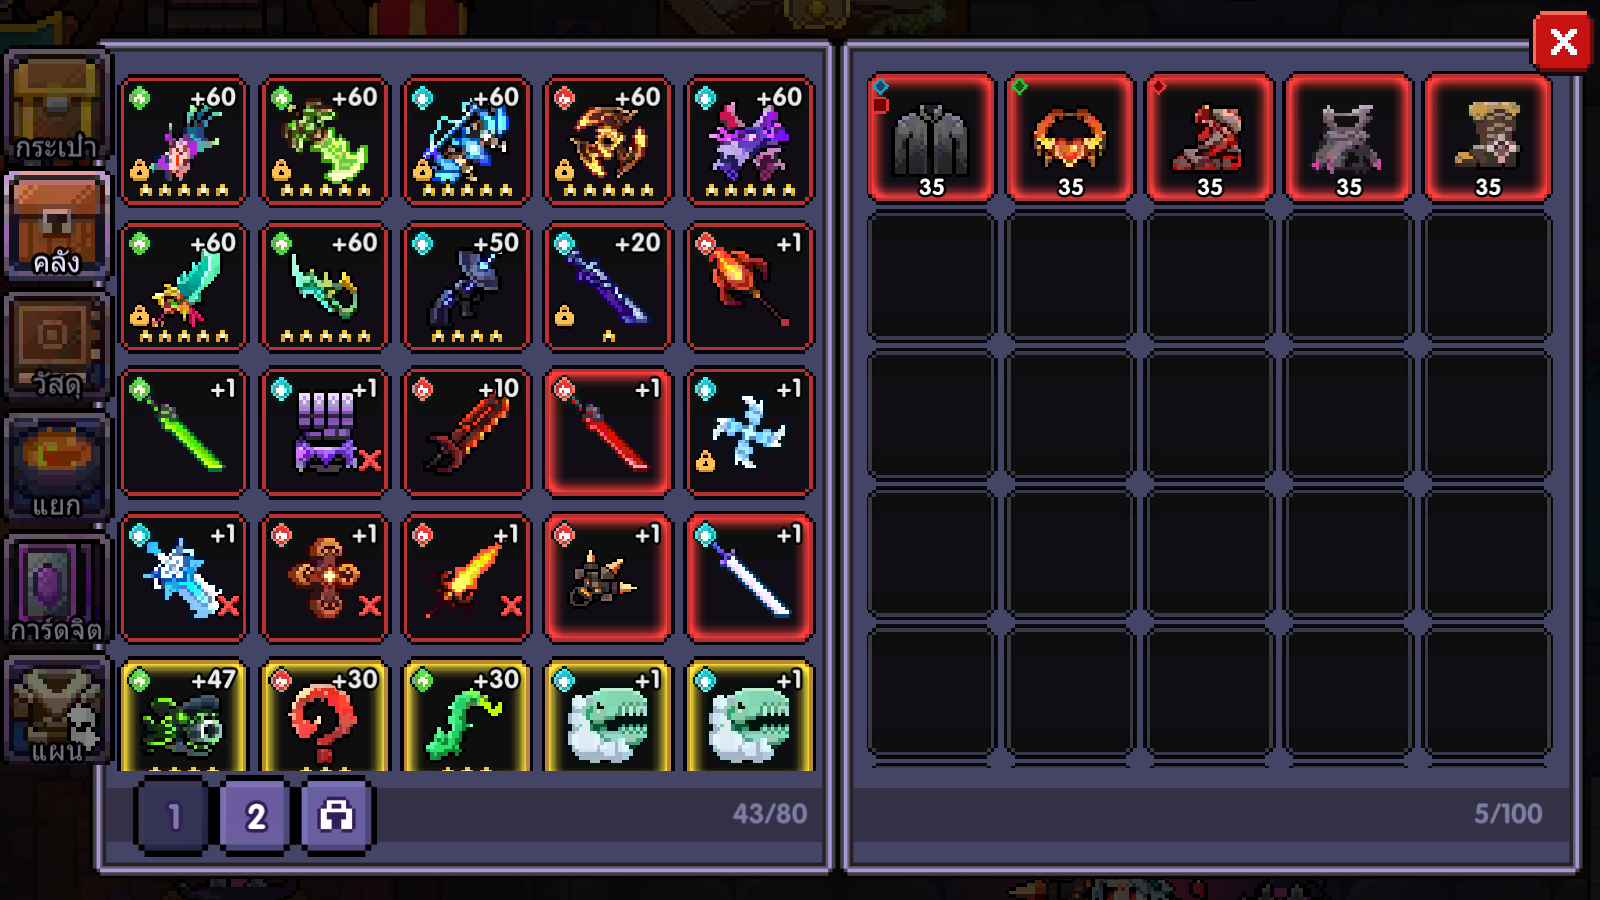 +60 +60 +60 +60 +60
+60 +60 +50 +20 +1
+1 +1 +10 +1 +1
+1 +1 +1 +1 +1
+47 +30 +30 +1 +1
35 35 35 35 35
กระเป๋า
คลัง
วัสดุ
แยก
การ์ดจิต
แผน
1 2
43/80
5/100